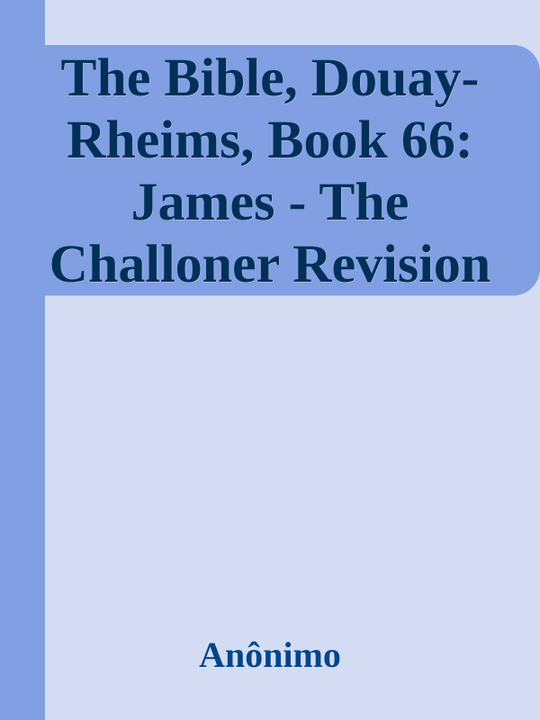 The Bible, Douay-
Rheims, Book 66:
James - The
Challoner Revision
Anônimo